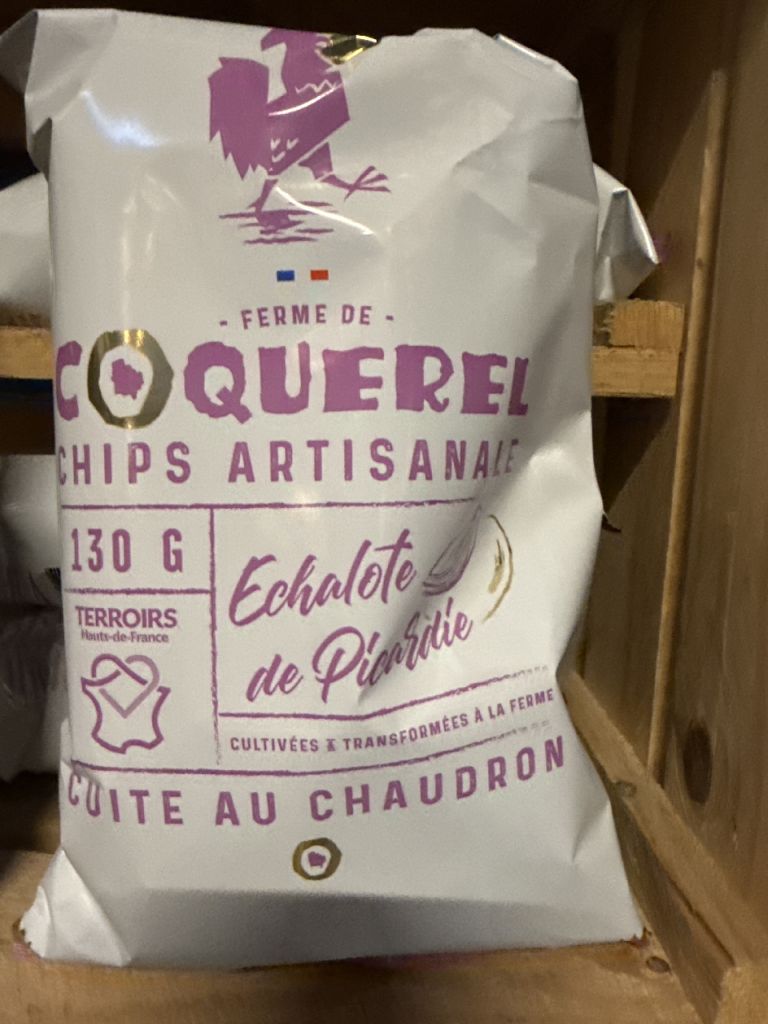 - FERME DE -
COQUEREL
CHIPS ARTISANALE
130 G
TERROIRS
Hauts-de-France
Echalote
de Picardie
CULTIVÉES & TRANSFORMÉES À LA FERME
CUITE AU CHAUDRON